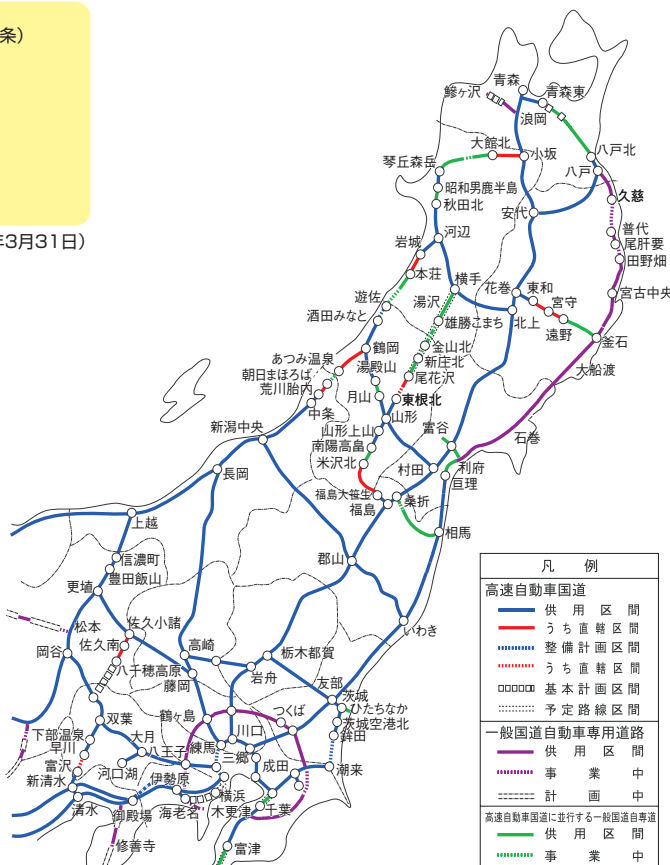 条)
年3月31日)
青森
青森東
鰺ヶ沢
浪岡
大館北
小坂
八戸北
八戸
琴丘森岳
昭和男鹿半島
秋田北
久慈
安代
普代
尾肝要
田野畑
河辺
岩城
本荘
横手
花巻
東和
宮守
宮古中央
遊佐
湯沢
酒田みなと
雄勝こまち
北上
遠野
釜石
鶴岡
金山北
大船渡
あつみ温泉
湯殿山
新庄北
朝日まほろば
尾花沢
荒川胎内
月山
東根北
中条
山形
富谷
新潟中央
山形上山
石巻
南陽高畠
利府
長岡
米沢北
村田
亘理
福島大笹生
桑折
福島
上越
相馬
信濃町
郡山
豊田飯山
更埴
松本
佐久小諸
いわき
岡谷
佐久南
高崎
栃木都賀
八千穂高原
岩舟
藤岡
友部
茨城
鶴ヶ島
つくば
ひたちなか
双葉
川口
茨城空港北
下部温泉
大月
鉾田
早川
八王子
練馬
三郷
富沢
成田
潮来
新清水
河口湖
伊勢原
横浜
清水
御殿場
海老名
木更津
千葉
修善寺
富津
凡例
高速自動車国道
供用区間
うち直轄区間
整備計画区間
うち直轄区間
基本計画区間
予定路線区間
一般国道自動車専用道路
供用区間
事業中
計画中
高速自動車国道に並行する一般国道自専道
供用区間
事業中